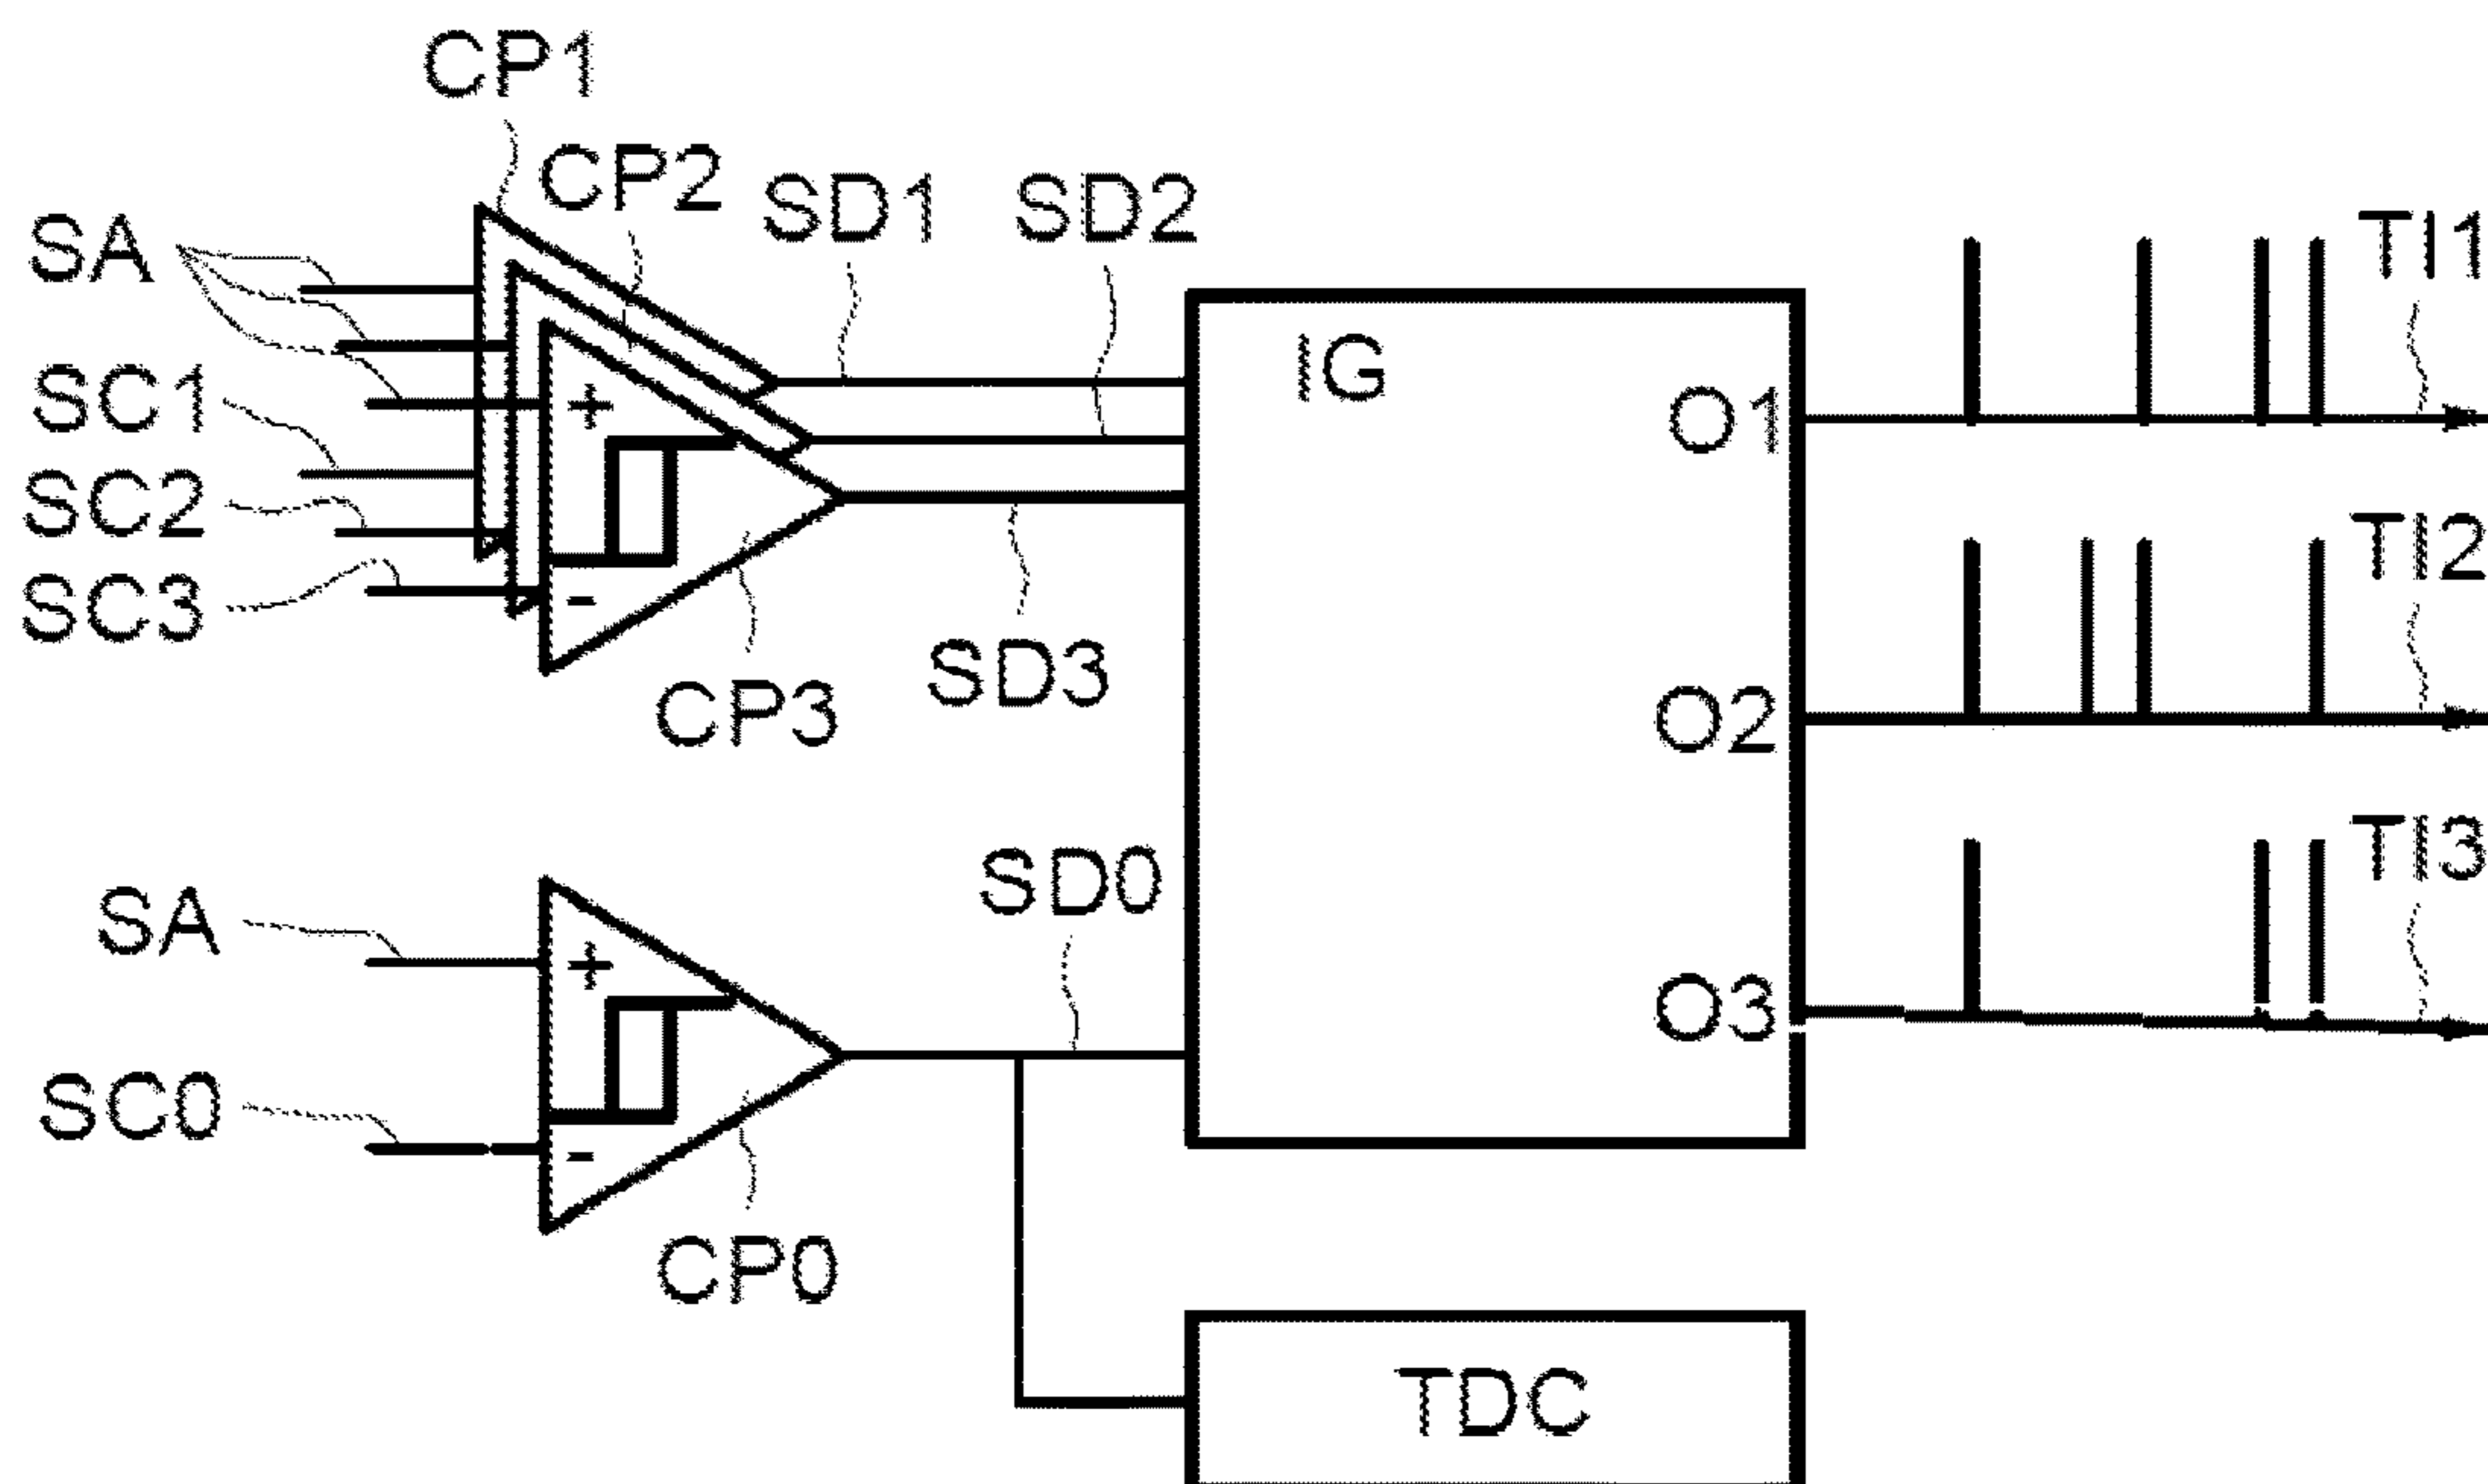 CP1
CP2
SD1
SD2
SA
TI1
IG
SC1
O1
+
SC2
TI2
SC3
-
SD3
CP3
O2
TI3
SD0
SA
+
O3
SC0
-
CP0
TDC